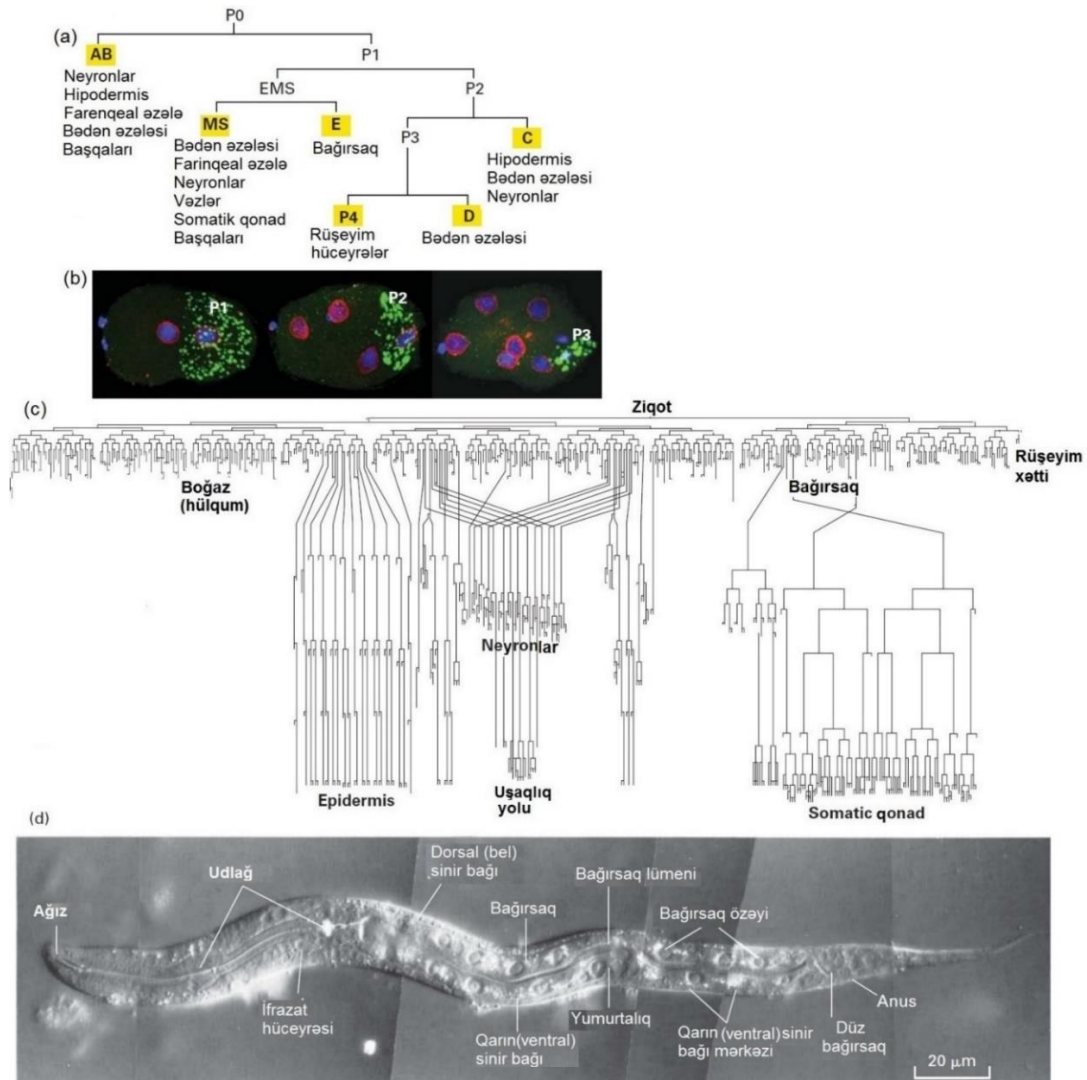 (a)
P0
AB
Neyronlar
Hipodermis
Farenqeal əzələ
Bədən əzələsi
Başqaları
P1
EMS
P2
MS
Bədən əzələsi
Farinqeal əzələ
Neyronlar
Vəzlər
Somatik qonad
Başqaları
E
Bağırsaq
P3
C
Hipodermis
Bədən əzələsi
Neyronlar
P4
Rüşeyim
hüceyrələr
D
Bədən əzələsi
(b)
P1
P2
P3
(c)
Ziqot
Boğaz
(hülqum)
Bağırsaq
Rüşeyim
xətti
Neyronlar
Epidermis
Uşaqlıq
yolu
Somatic qonad
(d)
Ağız
Udlağ
Dorsal (bel)
sinir bağı
Bağırsaq
Bağırsaq lümeni
Bağırsaq özəyi
İfrazat
hüceyrəsi
Qarın(ventral)
sinir bağı
Yumurtalıq
Qarın (ventral) sinir
bağı mərkəzi
Düz
bağırsaq
Anus
20 μm